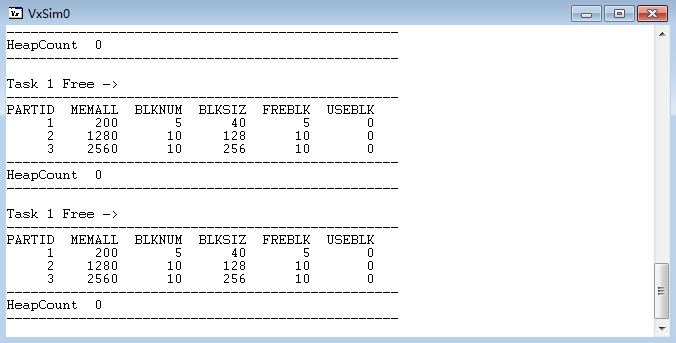 VxSim0
------------------------------------------------
HeapCount  0
------------------------------------------------
Task 1 Free ->
------------------------------------------------
PARTID  MEMALL  BLKNUM  BLKSIZ  FREBLK  USEBLK
     1     200       5      40       5       0
     2    1280      10     128      10       0
     3    2560      10     256      10       0
------------------------------------------------
HeapCount  0
------------------------------------------------
Task 1 Free ->
------------------------------------------------
PARTID  MEMALL  BLKNUM  BLKSIZ  FREBLK  USEBLK
     1     200       5      40       5       0
     2    1280      10     128      10       0
     3    2560      10     256      10       0
------------------------------------------------
HeapCount  0
------------------------------------------------